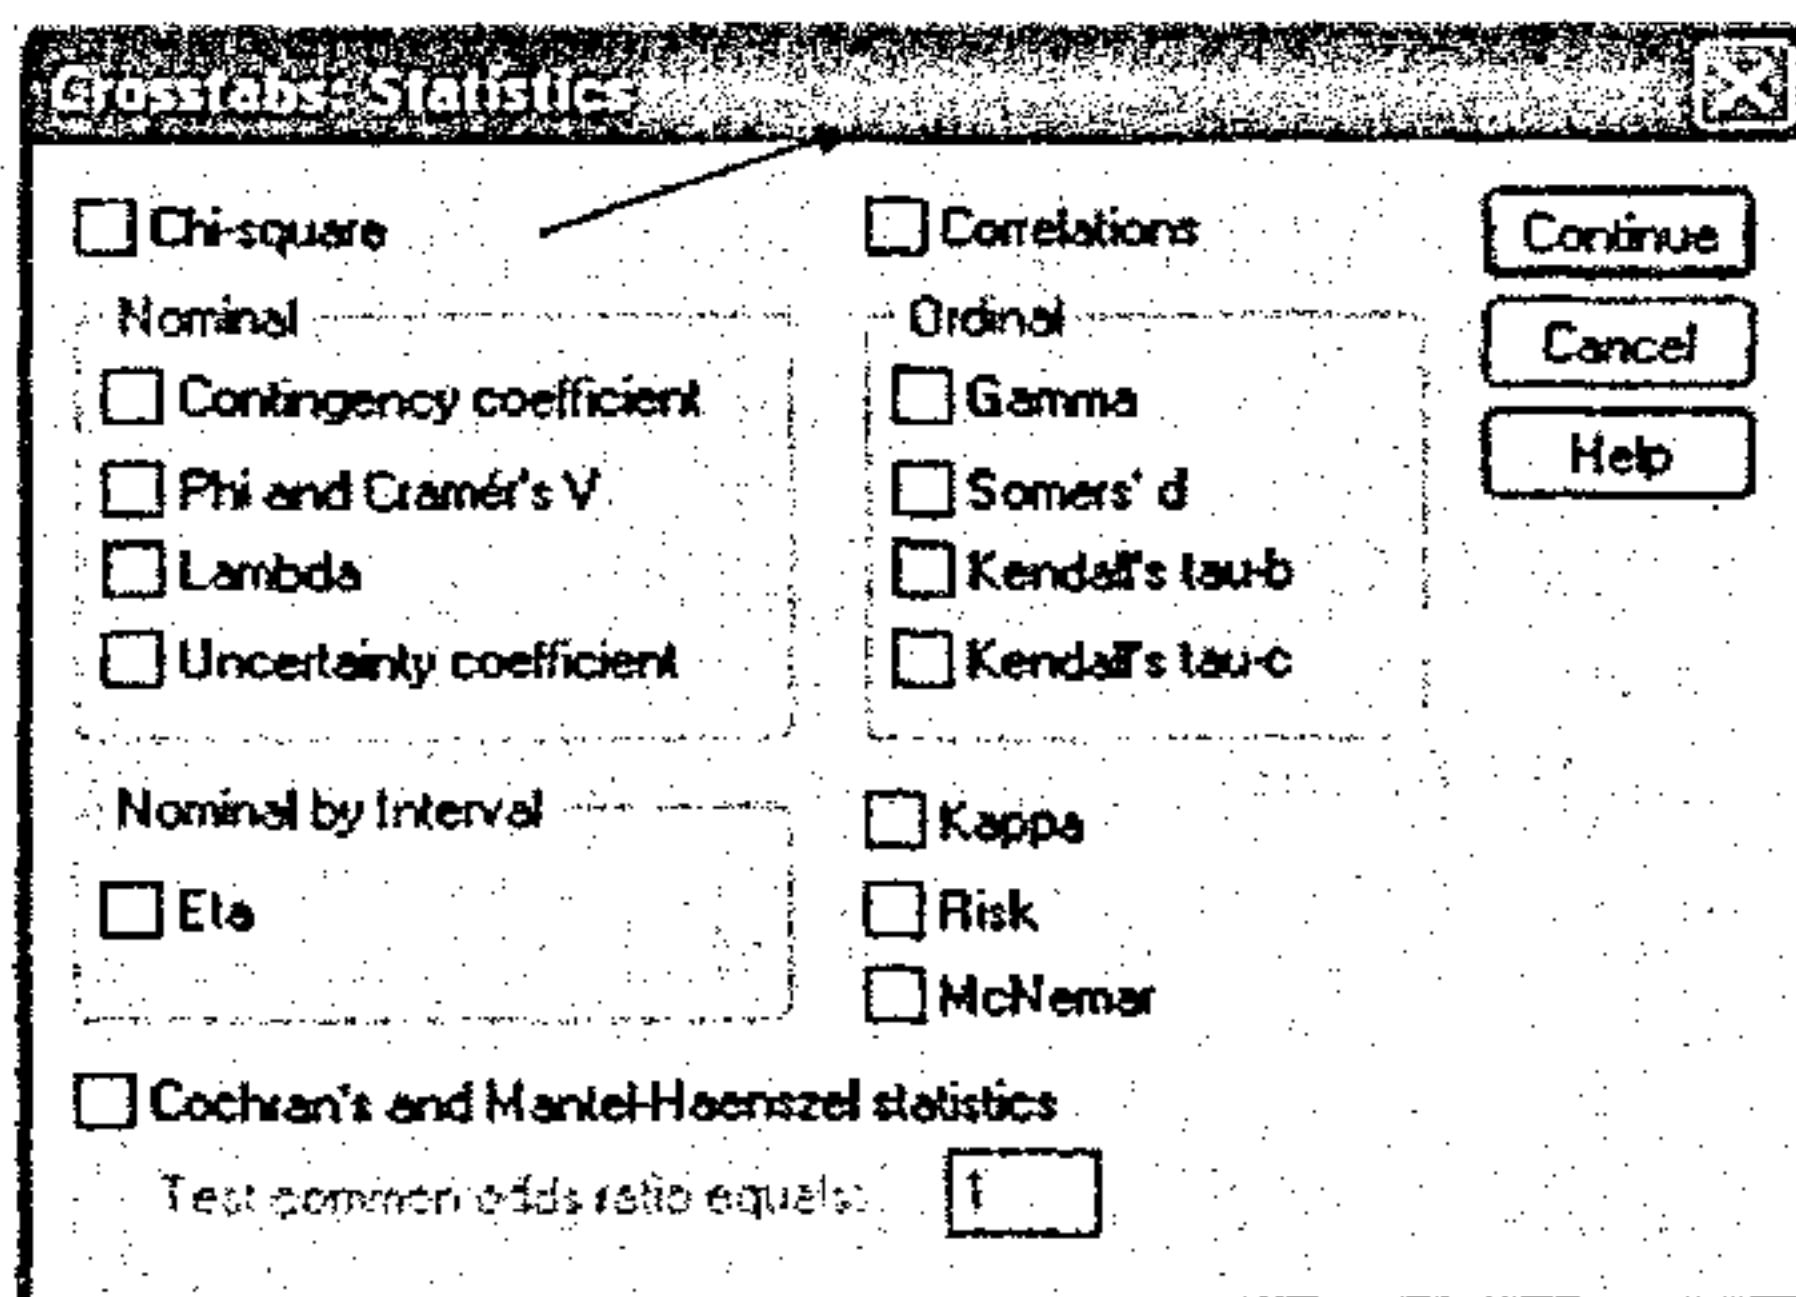 Crosstabs: Statistics
Chi-square
Correlations
Continue
Cancel
Help
Nominal
Contingency coefficient
Phi and Cramér's V
Lambda
Uncertainty coefficient
Ordinal
Gamma
Somers' d
Kendall's tau-b
Kendall's tau-c
Nominal by Interval
Eta
Kappa
Risk
McNemar
Cochran's and Mantel-Haenszel statistics
Test common odds ratio equals: 1